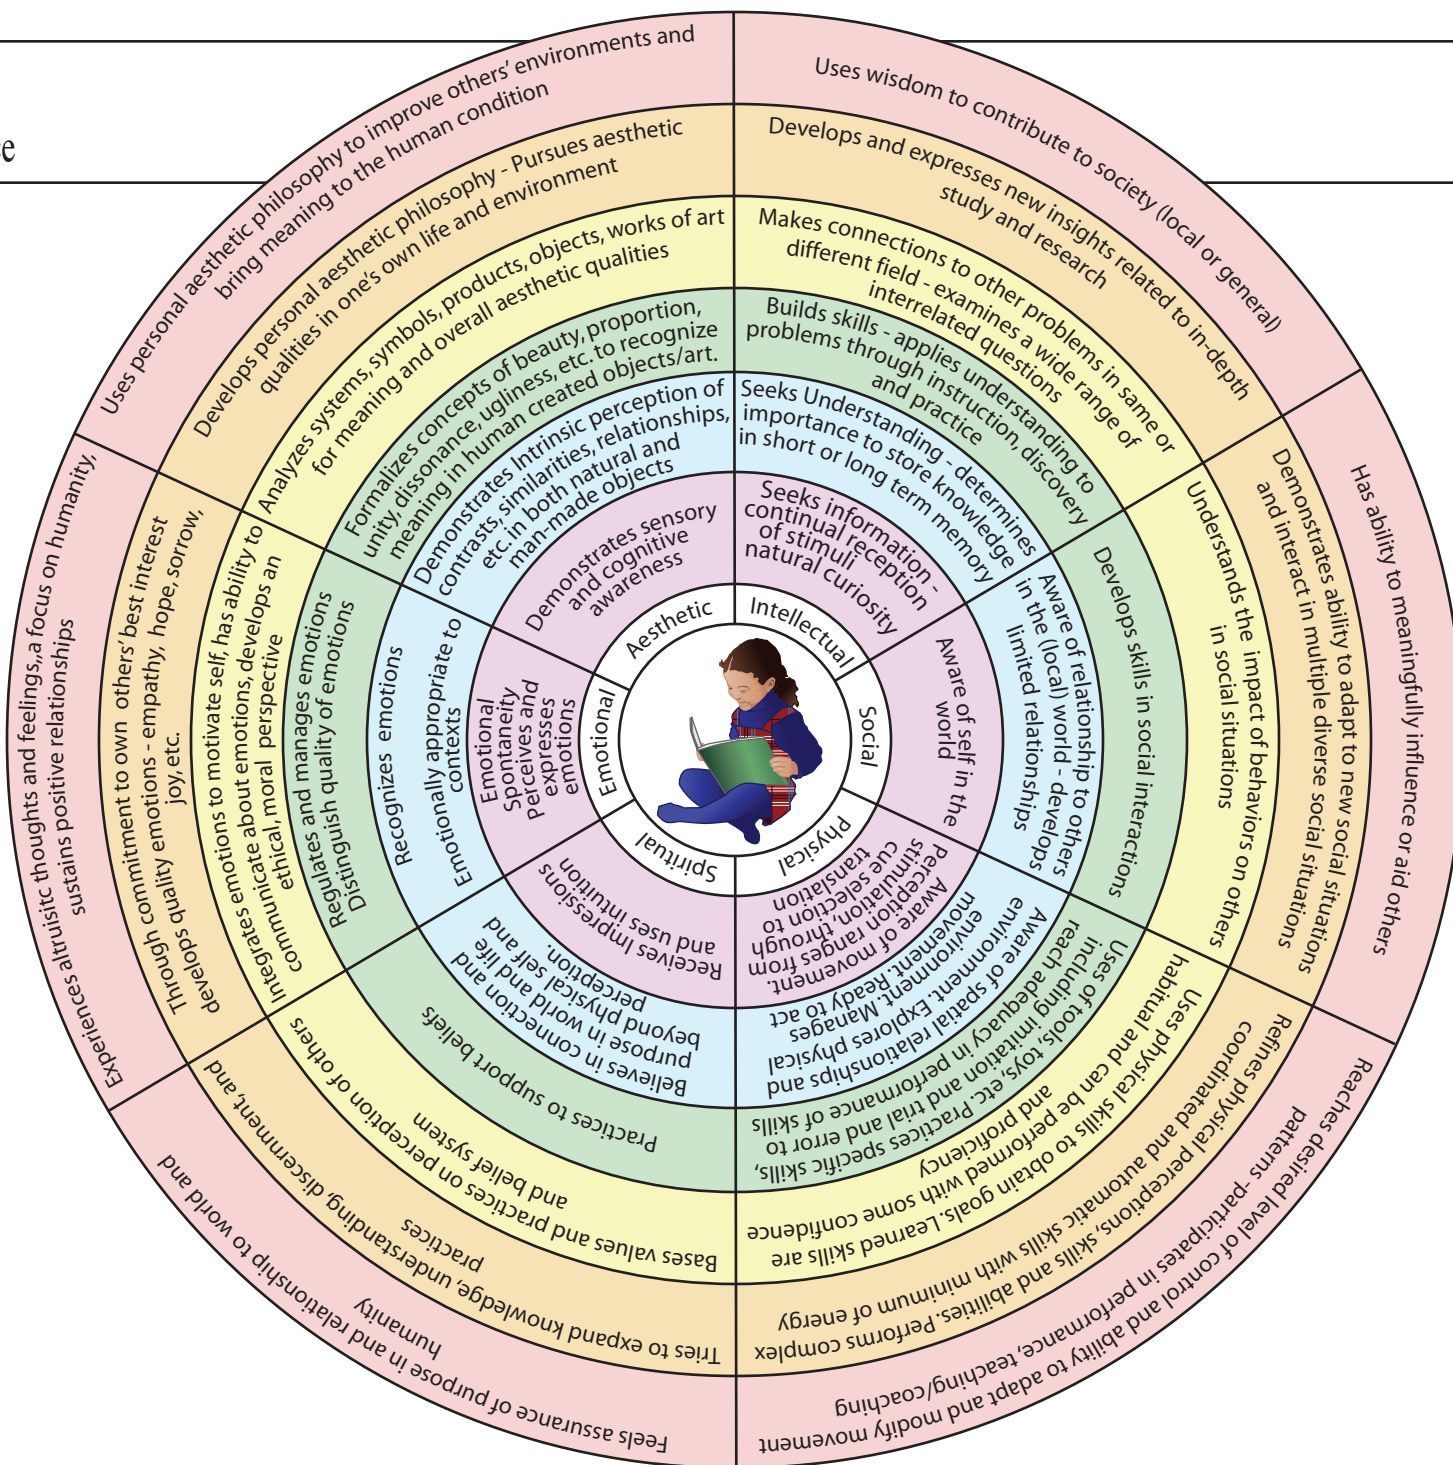 ce
Aesthetic
Demonstrates sensory
and cognitive
awareness
Demonstrates Intrinsic perception of
contrasts, similarities, relationships,
etc. in both natural and
man-made objects
Formalizes concepts of beauty, proportion,
unity, dissonance, ugliness, etc. to recognize
meaning in human created objects/art.
Analyzes systems, symbols, products, objects, works of art
for meaning and overall aesthetic qualities
Develops personal aesthetic philosophy - Pursues aesthetic
qualities in one's own life and environment
Uses personal aesthetic philosophy to improve others' environments and
bring meaning to the human condition
Intellectual
Seeks information -
continual reception
of stimuli
natural curiosity
Seeks Understanding - determines
importance to store knowledge
in short or long term memory
Builds skills - applies understanding to
problems through instruction, discovery
and practice
Makes connections to other problems in same or
different field - examines a wide range of
interrelated questions
Develops and expresses new insights related to in-depth
study and research
Uses wisdom to contribute to society (local or general)
Social
Aware of self in the
world
Aware of relationship to others
in the (local) world - develops
limited relationships
Develops skills in social interactions
Understands the impact of behaviors on others
in social situations
Demonstrates ability to adapt to new social situations
and interact in multiple diverse social situations
Has ability to meaningfully influence or aid others
Physical
Aware of movement.
Perception ranges from
stimulation, through
cue selection to
translation
Aware of spatial relationships and
environment. Explores physical
environment. Manages
movement. Ready to act
Uses of tools, toys, etc. Practices specific skills,
including imitation and trial and error to
reach adequacy in performance of skills
Uses physical skills to obtain goals. Learned skills are
habitual and can be performed with some confidence
and proficiency
Refines physical perceptions, skills and abilities. Performs complex
coordinated and automatic skills with minimum of energy
Reaches desired level of control and ability to adapt and modify movement
patterns -participates in performance, teaching/coaching
Spiritual
Receives Impressions
and uses intuition
Believes in connection and
purpose in world and life
beyond physical self and
perception.
Practices to support beliefs
Bases values and practices on perception of others
and belief system
Tries to expand knowledge, understanding, discernment, and
practices
Feels assurance of purpose in and relationship to world and
humanity
Emotional
Emotional
Spontaneity
perceives and
expresses
emotions
Recognizes emotions
Emotionally appropriate to
contexts
Regulates and manages emotions
Distinguish quality of emotions
Integrates emotions to motivate self, has ability to
communicate about emotions, develops an
ethical, moral perspective
Through commitment to own others' best interest
develops quality emotions - empathy, hope, sorrow,
joy, etc.
Experiences altruisitc thoughts and feelings,,a focus on humanity,
sustains positive relationships